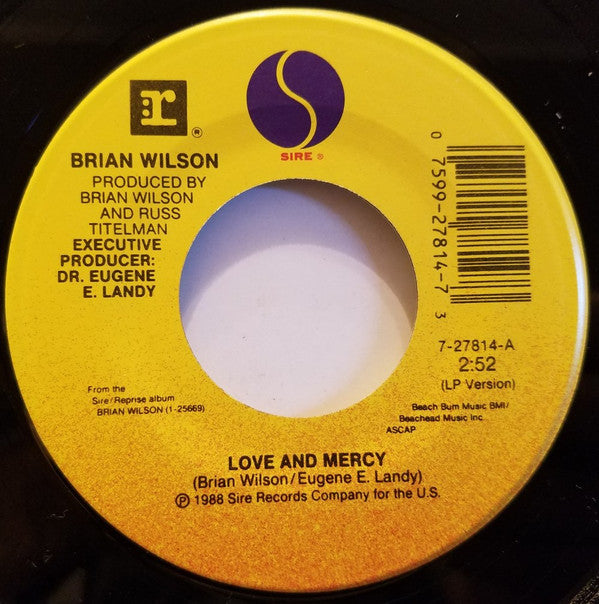 r ®
SIRE ®
BRIAN WILSON
PRODUCED BY
BRIAN WILSON
AND RUSS
TITELMAN
EXECUTIVE
PRODUCER:
DR. EUGENE
E. LANDY
0 7599-27814-7 3
7-27814-A
2:52
(LP Version)
From the
Sire/Reprise album
BRIAN WILSON (1-25669)
Beach Bum Music BMI/
Beachead Music Inc.
ASCAP
LOVE AND MERCY
(Brian Wilson/Eugene E. Landy)
℗ 1988 Sire Records Company for the U.S.